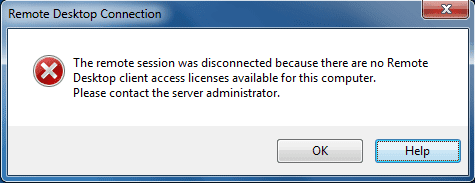 Remote Desktop Connection
The remote session was disconnected because there are no Remote
Desktop client access licenses available for this computer.
Please contact the server administrator.
OK
Help